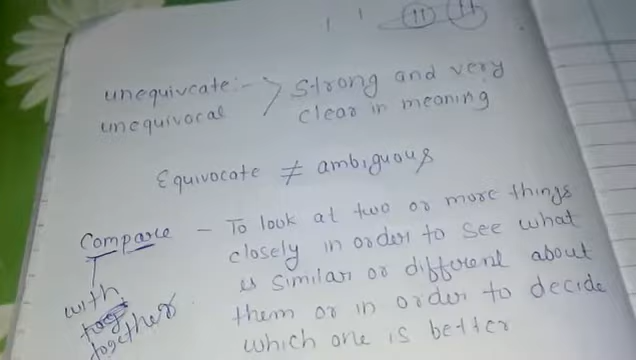 11
unequivcate:-
unequivocal
Strong and very
clear in meaning
Equivocate ≠ ambiguous
Compare - To look at two or more things
closely in order to see what
is similar or different about
them or in order to decide
which one is better
with
together